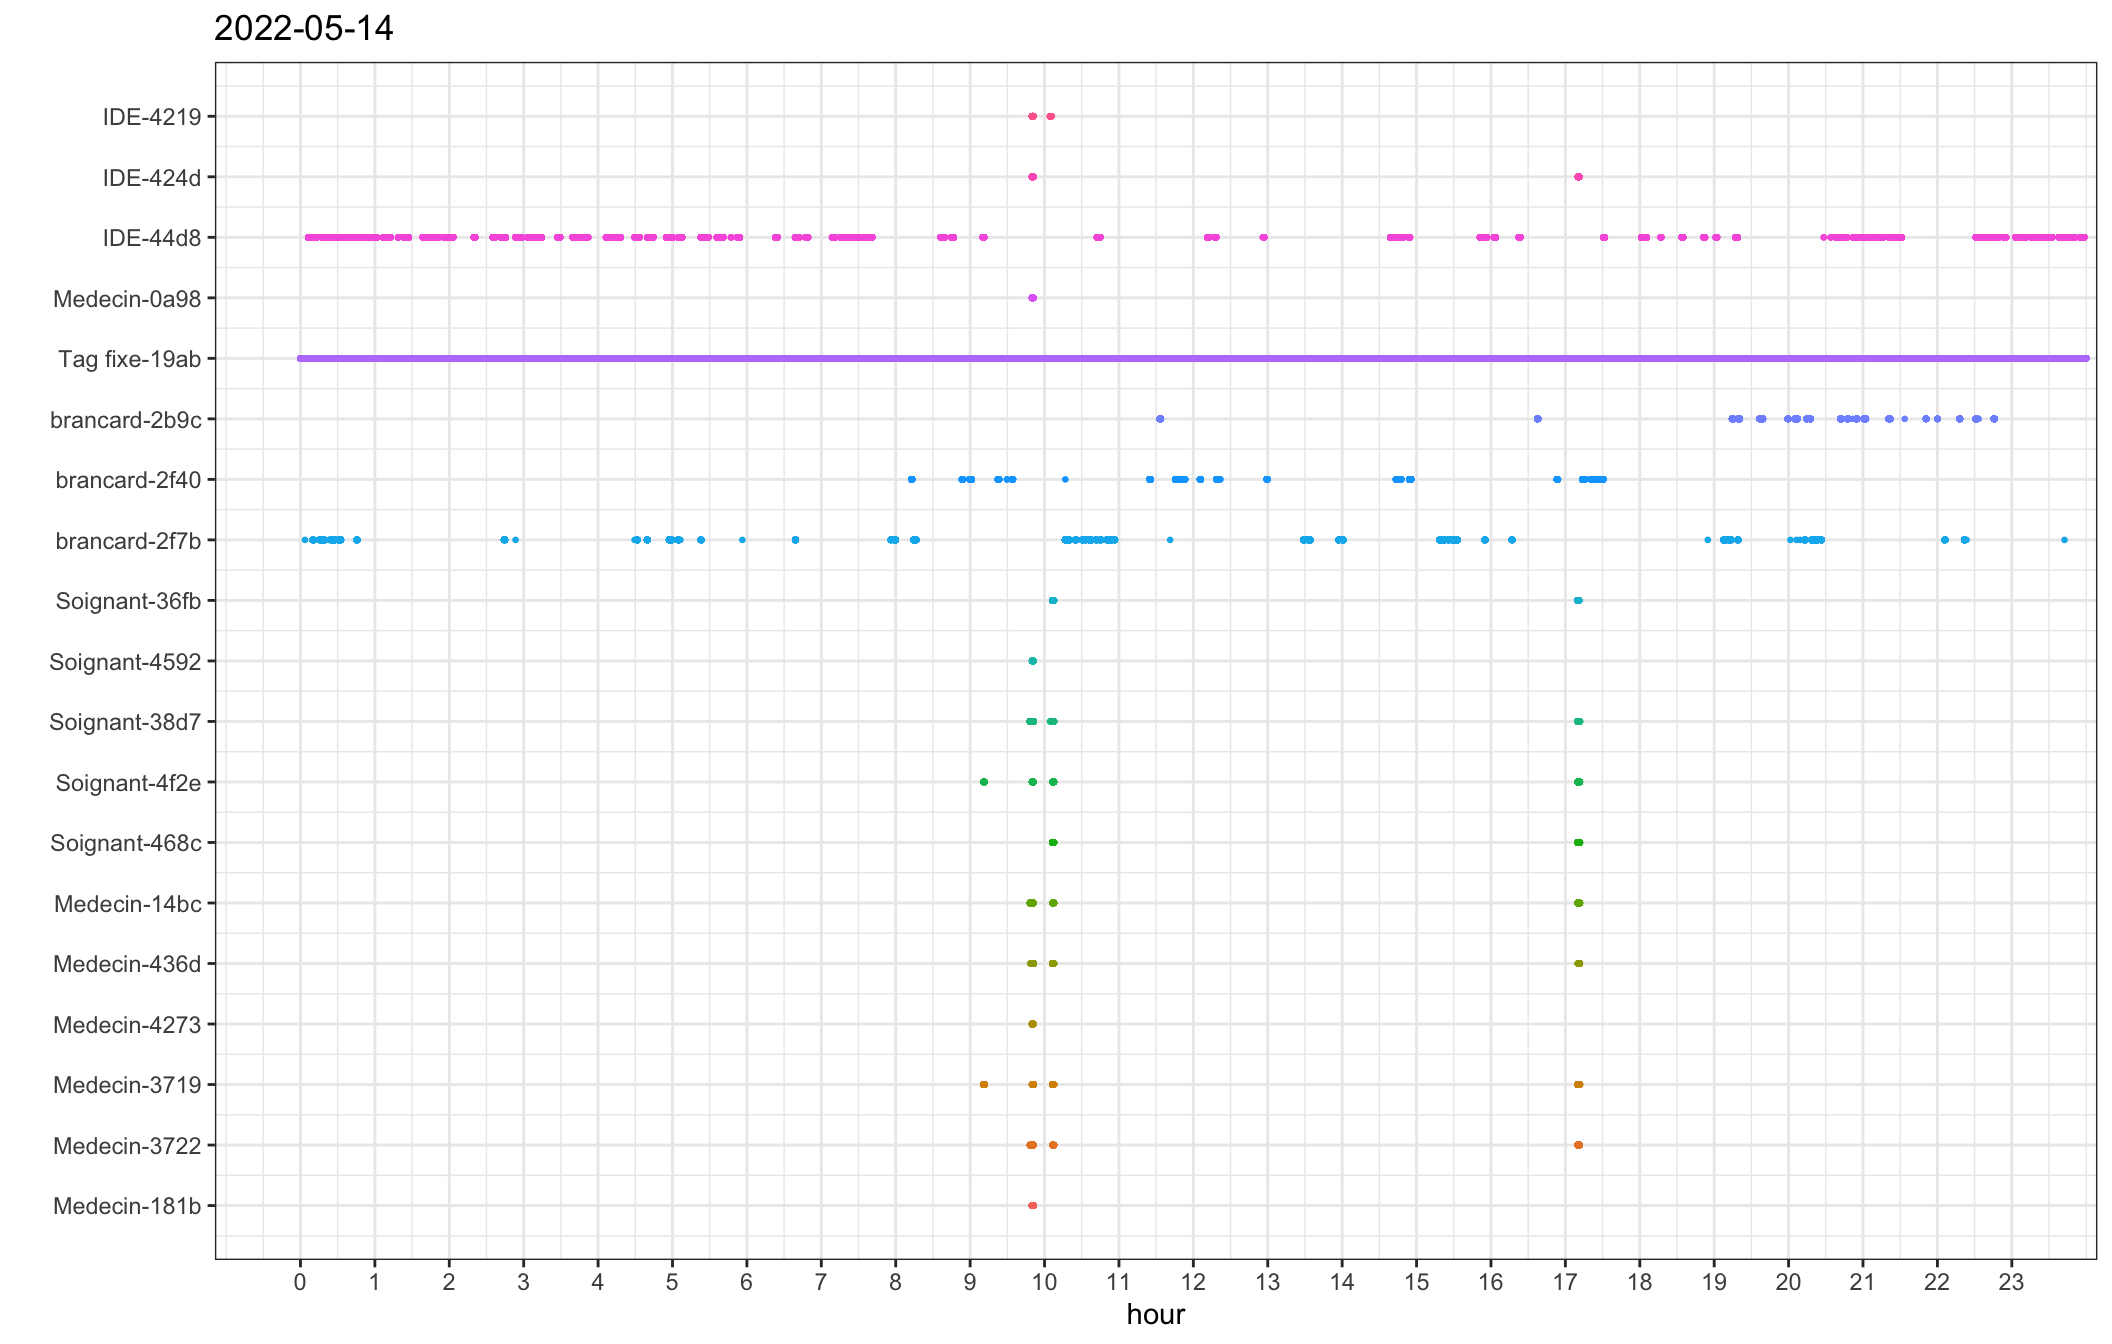 2022-05-14
IDE-4219
IDE-424d
IDE-44d8
Medecin-0a98
Tag fixe-19ab
brancard-2b9c
brancard-2f40
brancard-2f7b
Soignant-36fb
Soignant-4592
Soignant-38d7
Soignant-4f2e
Soignant-468c
Medecin-14bc
Medecin-436d
Medecin-4273
Medecin-3719
Medecin-3722
Medecin-181b
0 1 2 3 4 5 6 7 8 9 10 11 12 13 14 15 16 17 18 19 20 21 22 23
hour